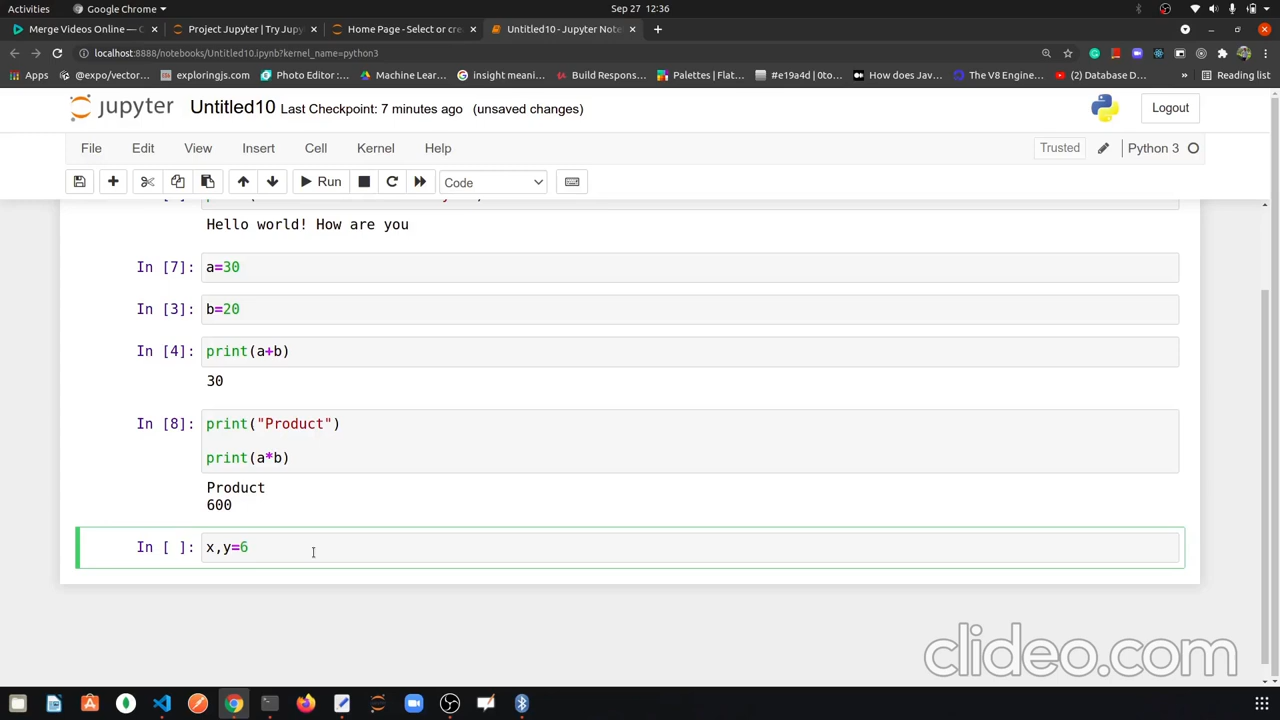 Activities
Google Chrome
Sep 27 12:36
Merge Videos Online — C
Project Jupyter | Try Jupy
Home Page - Select or cre
Untitled10 - Jupyter Note
localhost:8888/notebooks/Untitled10.ipynb?kernel_name=python3
Apps
@expo/vector...
exploringjs.com
Photo Editor :...
Machine Lear...
insight meani...
Build Respons...
Palettes | Flat...
#e19a4d | 0to...
How does Jav...
The V8 Engine...
(2) Database D...
»
Reading list
jupyter Untitled10 Last Checkpoint: 7 minutes ago (unsaved changes)
Logout
File Edit View Insert Cell Kernel Help
Trusted
Python 3
Run
Code
Hello world! How are you
In [7]: a=30
In [3]: b=20
In [4]: print(a+b)
30
In [8]: print("Product")
print(a*b)
Product
600
In [ ]: x,y=6
clideo.com